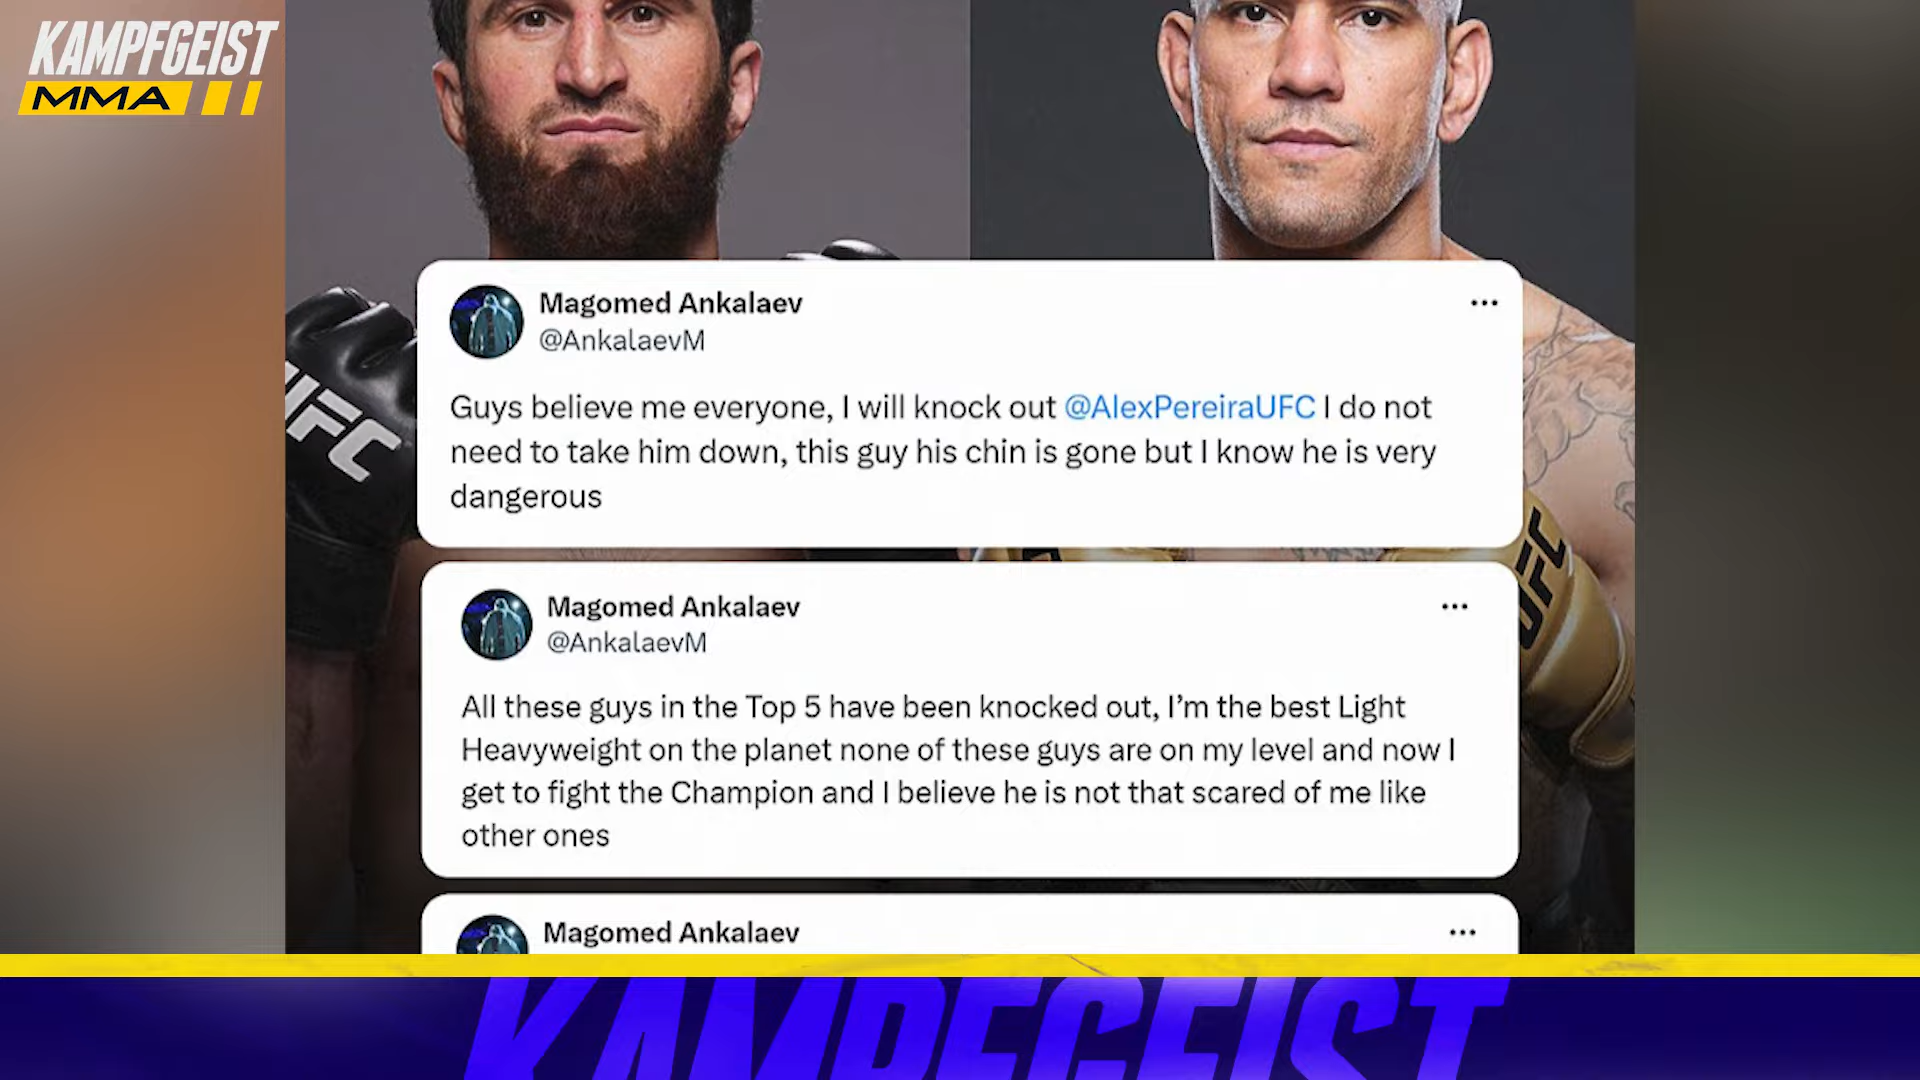 KAMPFGEIST
MMA
UFC
UFC
Magomed Ankalaev
@AnkalaevM
Guys believe me everyone, I will knock out @AlexPereiraUFC I do not
need to take him down, this guy his chin is gone but I know he is very
dangerous
Magomed Ankalaev
@AnkalaevM
All these guys in the Top 5 have been knocked out, I’m the best Light
Heavyweight on the planet none of these guys are on my level and now I
get to fight the Champion and I believe he is not that scared of me like
other ones
Magomed Ankalaev
KAMPFGEIST